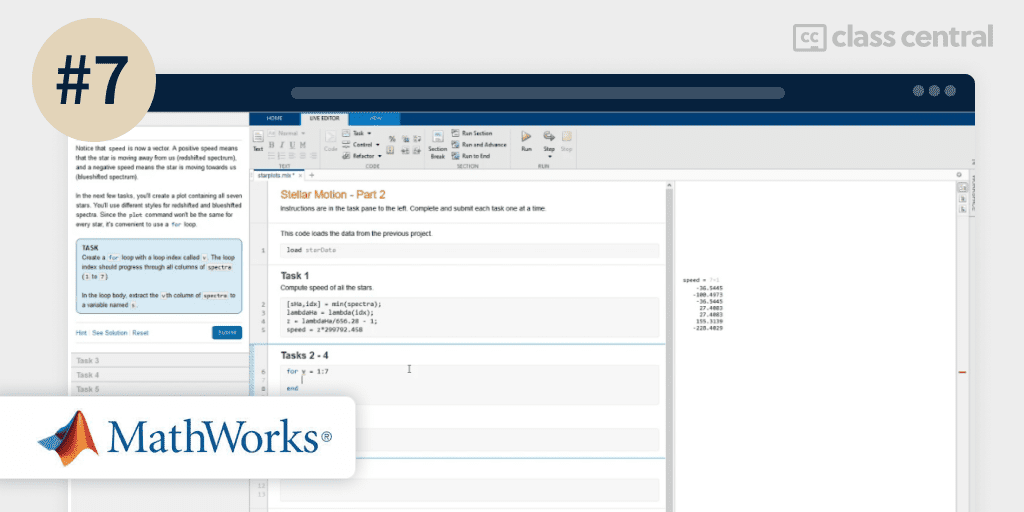 #7
class central
HOME LIVE EDITOR VIEW
Normal
Text
B I U M
TEXT
Code
Task
Control
Refactor
CODE
Section
Break
Run Section
Run and Advance
Run to End
SECTION
Run
Step
Stop
RUN
Notice that speed is now a vector. A positive speed means
that the star is moving away from us (redshifted spectrum),
and a negative speed means the star is moving towards us
(blueshifted spectrum).
In the next few tasks, you'll create a plot containing all seven
stars. You'll use different styles for redshifted and blueshifted
spectra. Since the plot command won't be the same for
every star, it's convenient to use a for loop.
TASK
Create a for loop with a loop index called v. The loop
index should progress through all columns of spectra
(1 to 7).
In the loop body, extract the vth column of spectra to
a variable named s.
Hint See Solution Reset
Submit
Task 3
Task 4
Task 5
starplots.mlx *
Stellar Motion - Part 2
Instructions are in the task pane to the left. Complete and submit each task one at a time.
This code loads the data from the previous project.
1 load starData
Task 1
Compute speed of all the stars.
2 [sHa,idx] = min(spectra);
3 lambdaHa = lambda(idx);
4 z = lambdaHa/656.28 - 1;
5 speed = z*299792.458
Tasks 2 - 4
6 for v = 1:7
7
8 end
12
13
speed =
-36.5445
-100.4973
-36.5445
27.4083
27.4083
155.3139
-228.4029
MathWorks®